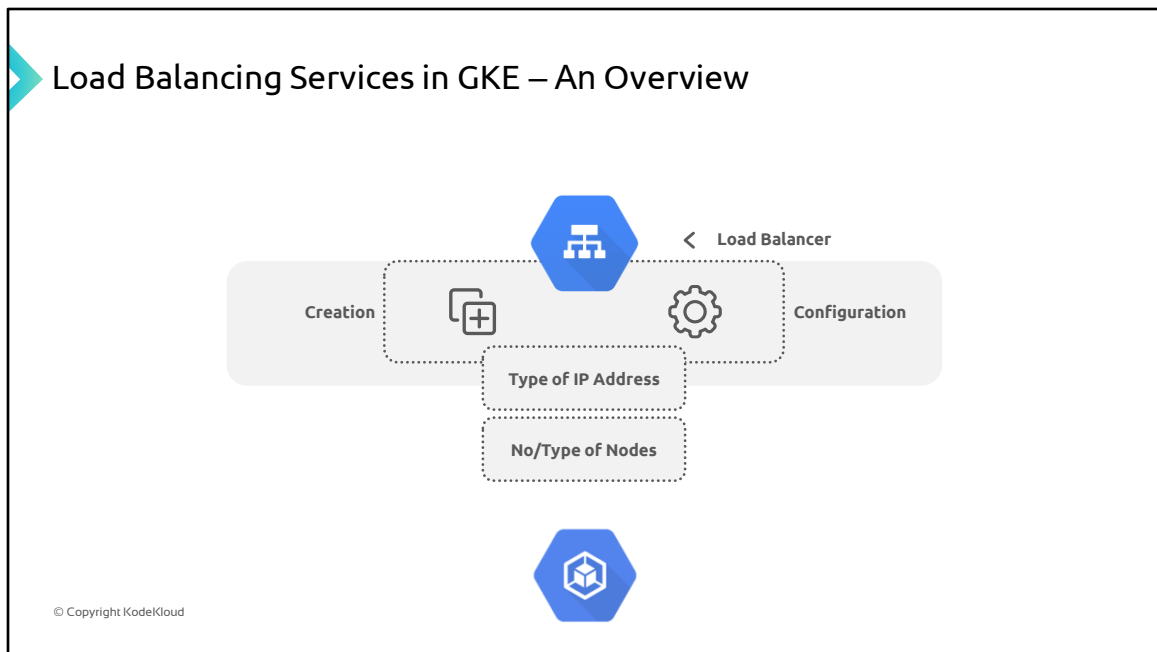 Load Balancing Services in GKE – An Overview
Load Balancer
Creation
Configuration
Type of IP Address
No/Type of Nodes
© Copyright KodeKloud